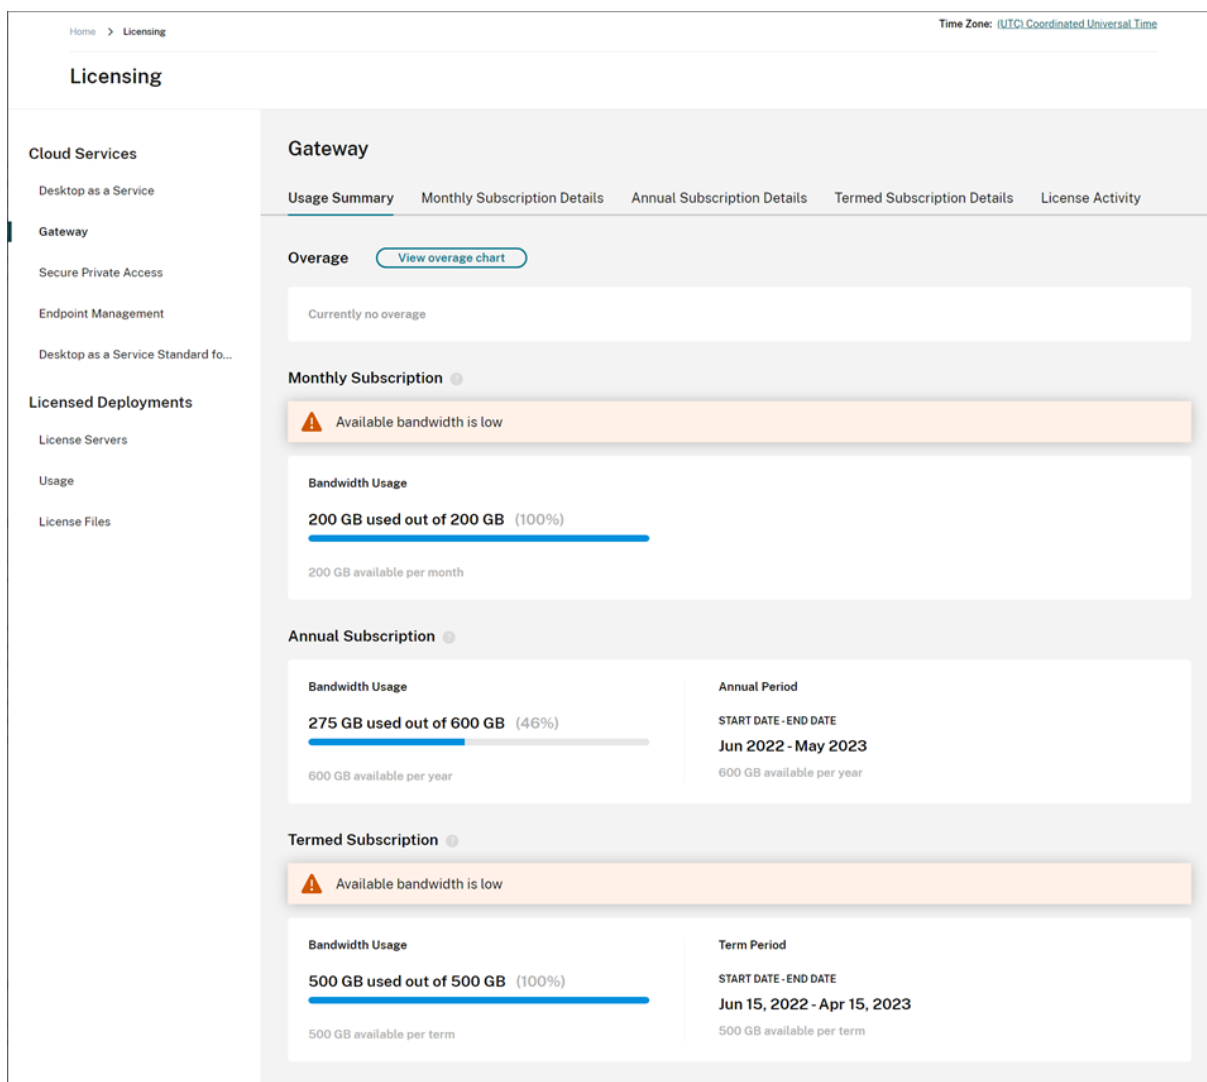 Home > Licensing
Time Zone: (UTC) Coordinated Universal Time
Licensing
Cloud Services
Desktop as a Service
Gateway
Secure Private Access
Endpoint Management
Desktop as a Service Standard fo...
Licensed Deployments
License Servers
Usage
License Files
Gateway
Usage Summary Monthly Subscription Details Annual Subscription Details Termed Subscription Details License Activity
Overage View overage chart
Currently no overage
Monthly Subscription ?
Available bandwidth is low
Bandwidth Usage
200 GB used out of 200 GB (100%)
200 GB available per month
Annual Subscription ?
Bandwidth Usage
275 GB used out of 600 GB (46%)
600 GB available per year
Annual Period
START DATE - END DATE
Jun 2022 - May 2023
600 GB available per year
Termed Subscription ?
Available bandwidth is low
Bandwidth Usage
500 GB used out of 500 GB (100%)
500 GB available per term
Term Period
START DATE - END DATE
Jun 15, 2022 - Apr 15, 2023
500 GB available per term